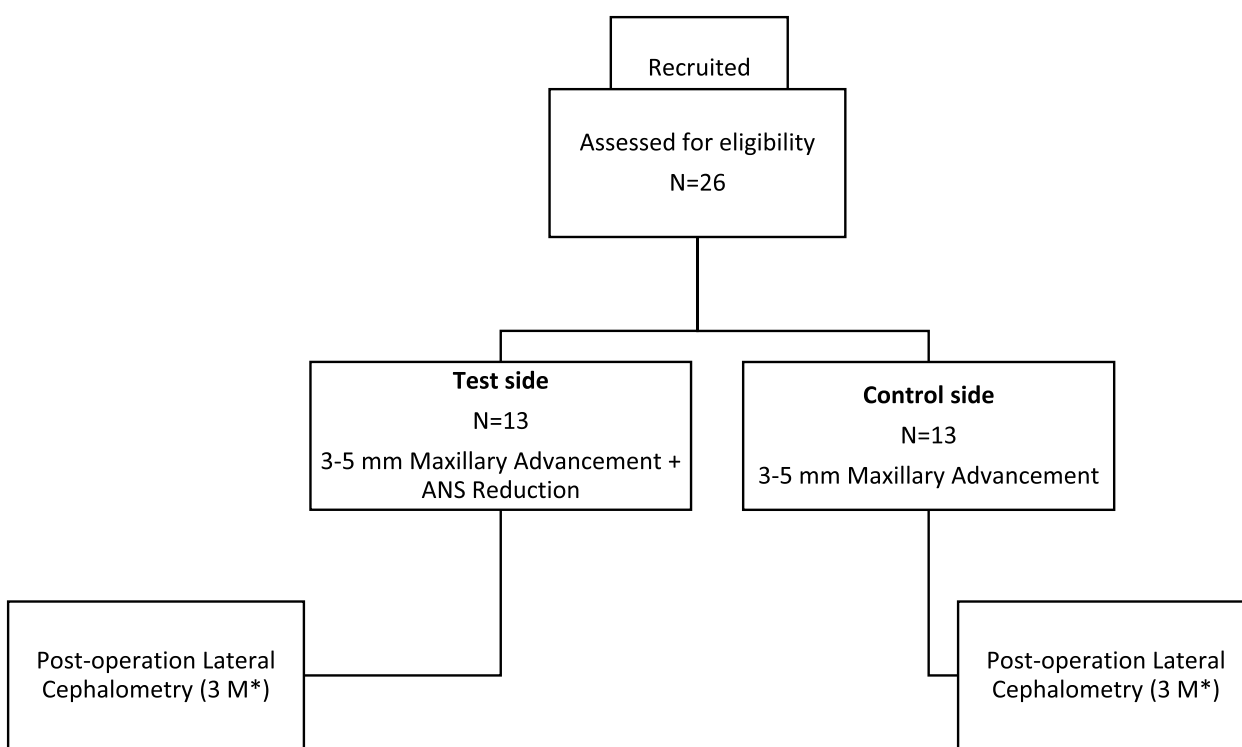 Recruited
Assessed for eligibility
N=26
Test side
N=13
3-5 mm Maxillary Advancement +
ANS Reduction
Control side
N=13
3-5 mm Maxillary Advancement
Post-operation Lateral
Cephalometry (3 M*)
Post-operation Lateral
Cephalometry (3 M*)